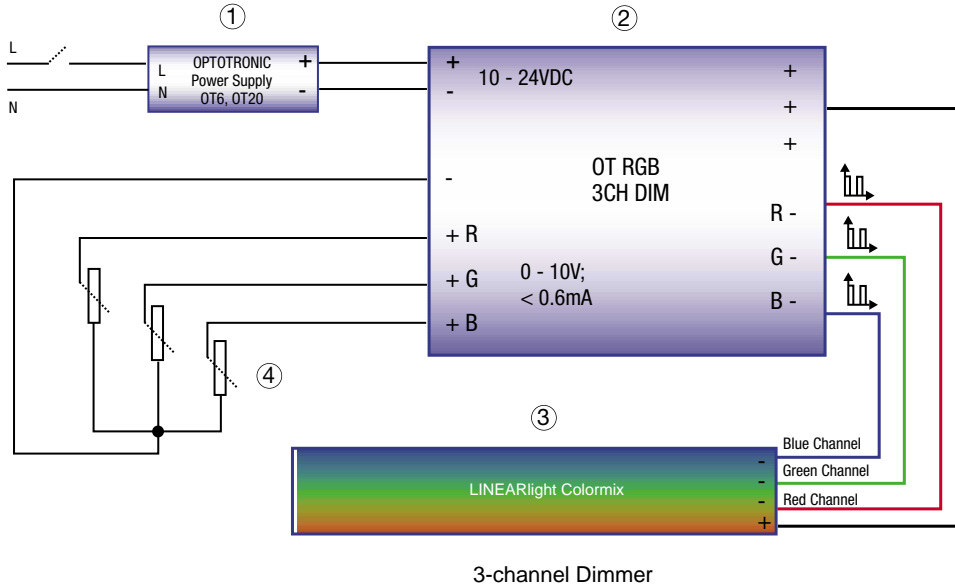 ①
②
L
N
L
N
OPTOTRONIC
Power Supply
OT6, OT20
+
-
+
-
10 - 24VDC
+
+
+
OT RGB
3CH DIM
-
+ R
+ G
+ B
0 - 10V;
< 0.6mA
R -
G -
B -
④
③
LINEARlight Colormix
-
-
-
+
Blue Channel
Green Channel
Red Channel
3-channel Dimmer